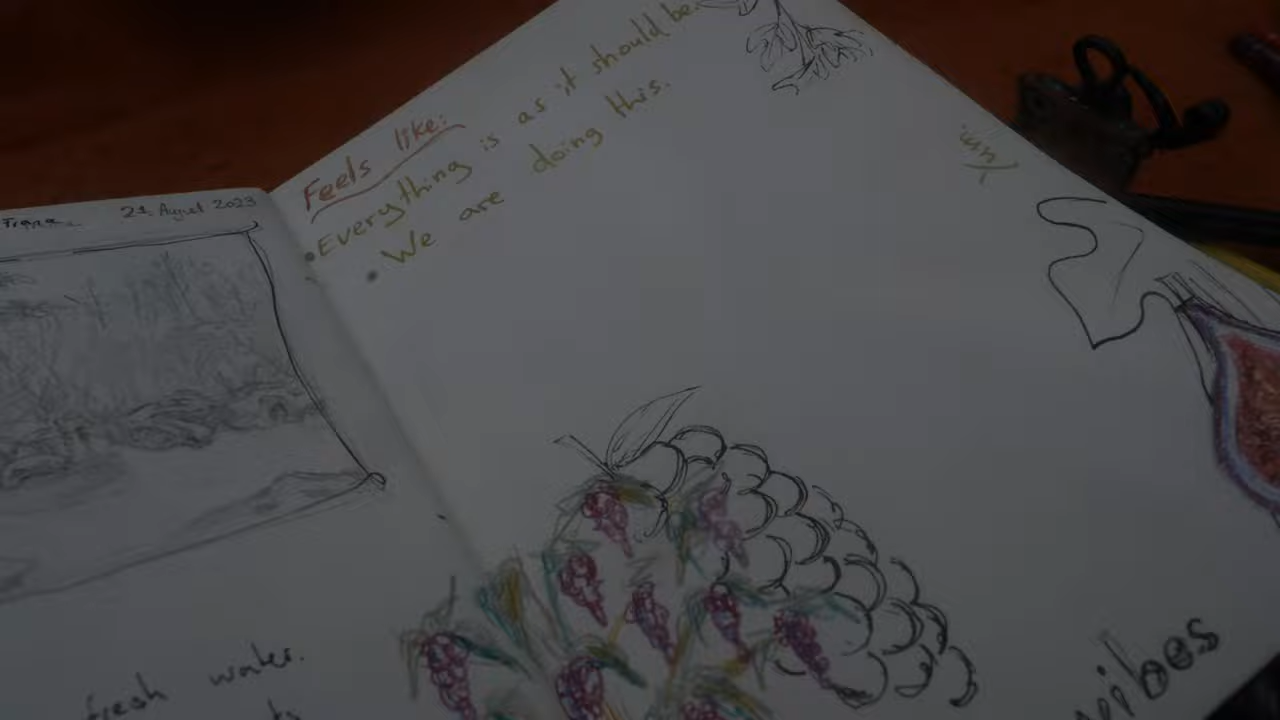 21. August 2023
fresh water.
Feels like:
• Everything is as it should be.
• We are doing this.
vibes